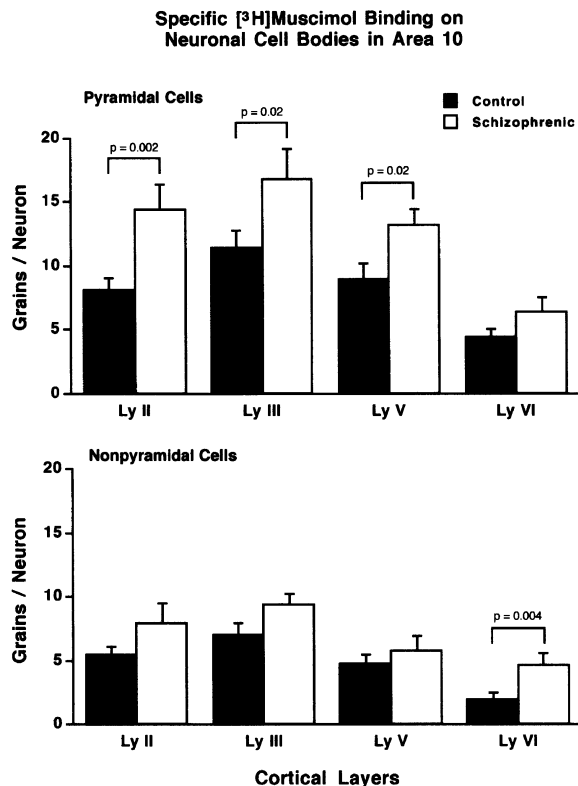 Specific [³H]Muscimol Binding on
Neuronal Cell Bodies in Area 10
Pyramidal Cells
Control
Schizophrenic
Grains / Neuron
20
15
10
5
0
p = 0.002
p = 0.02
p = 0.02
Ly II
Ly III
Ly V
Ly VI
Nonpyramidal Cells
Grains / Neuron
20
15
10
5
0
p = 0.004
Ly II
Ly III
Ly V
Ly VI
Cortical Layers